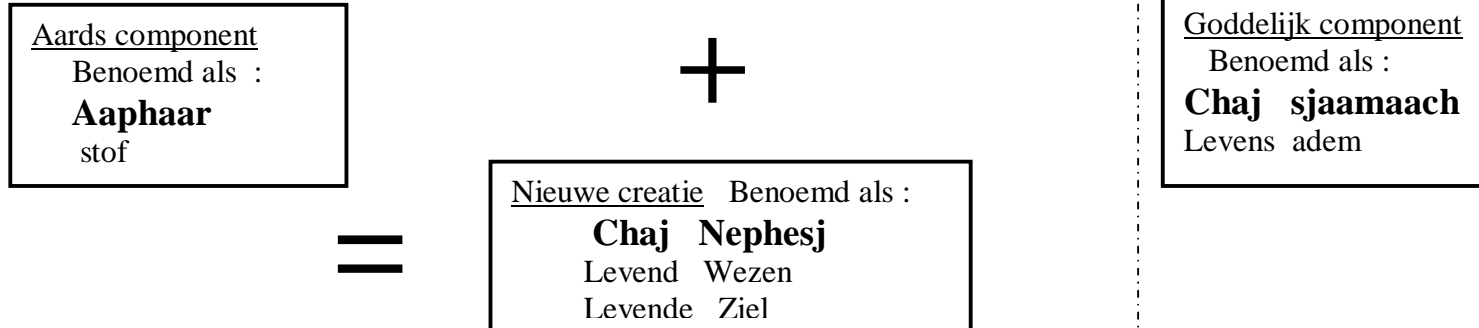 Aards component
Benoemd als :
Aaphaar
stof
+
Goddelijk component
Benoemd als :
Chaj sjaamaach
Levens adem
=
Nieuwe creatie Benoemd als :
Chaj Nephesj
Levend Wezen
Levende Ziel